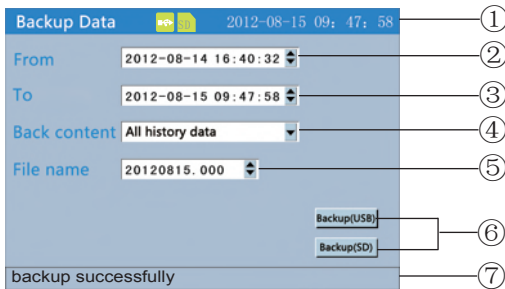 Backup Data SD 2012-08-15 09: 47: 58 ①
From 2012-08-14 16:40:32 ②
To 2012-08-15 09:47:58 ③
Back content All history data ④
File name 20120815. 000 ⑤
Backup(USB)
Backup(SD) ⑥
backup successfully ⑦